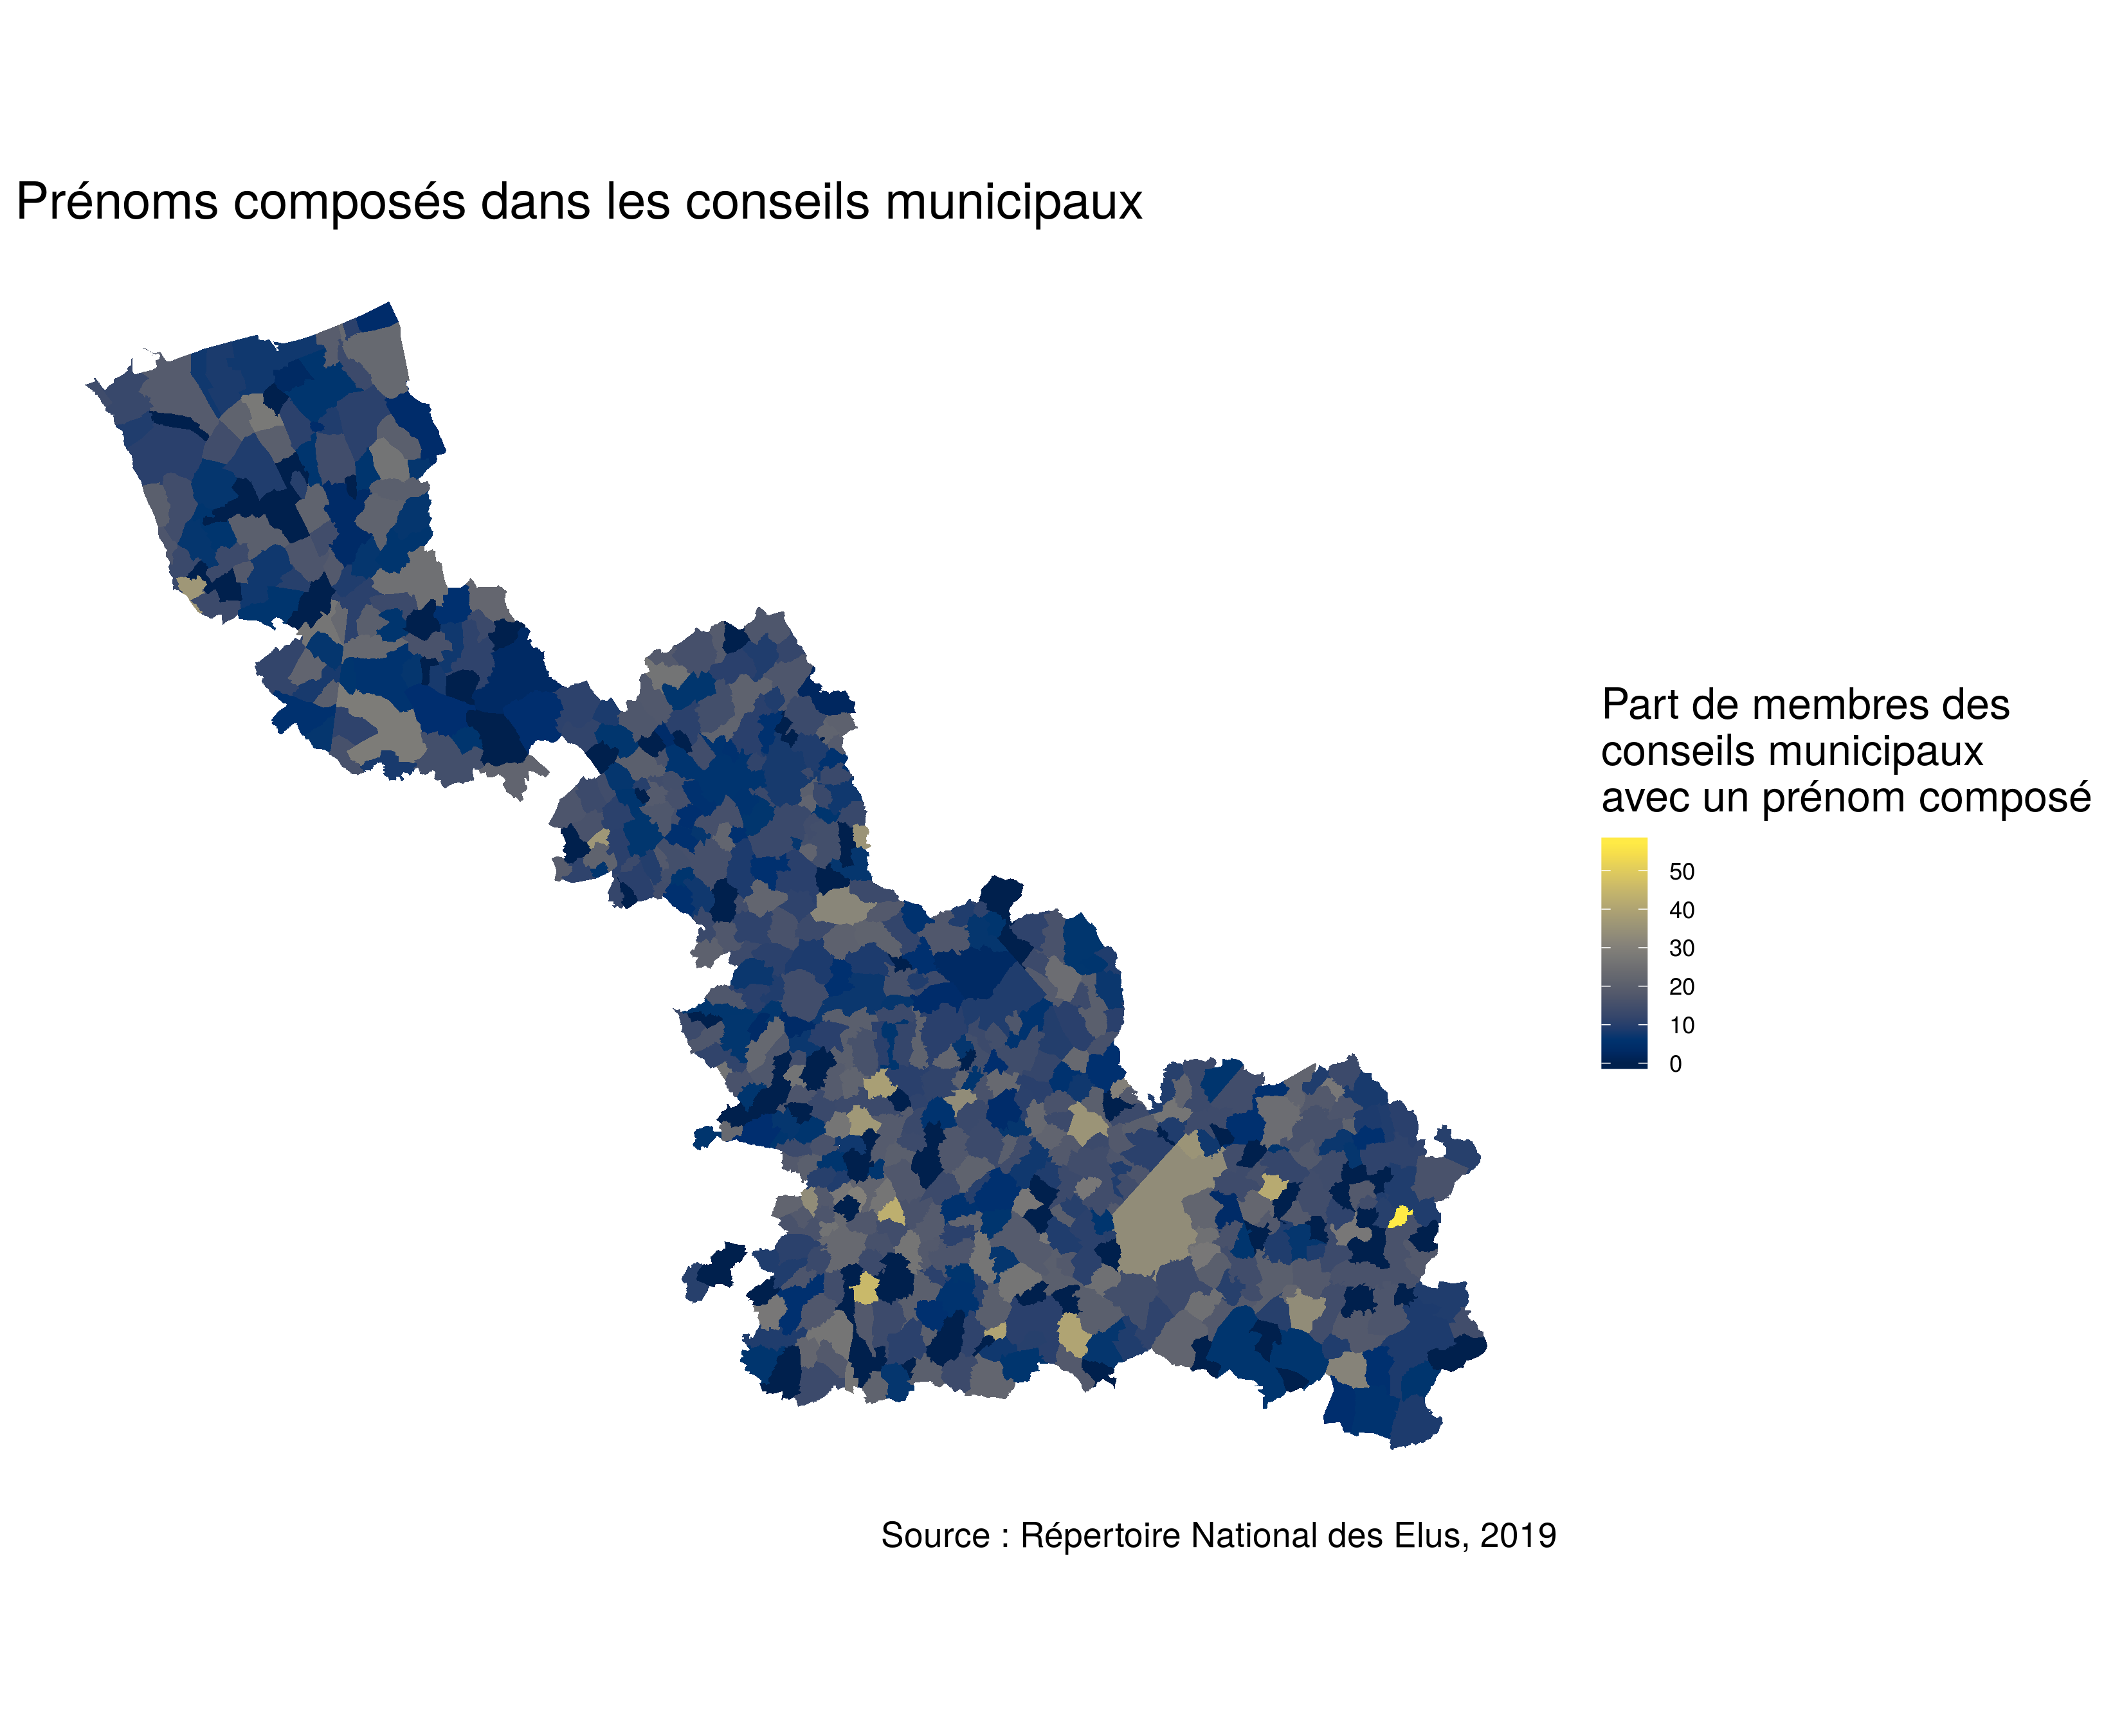 Prénoms composés dans les conseils municipaux
Part de membres des
conseils municipaux
avec un prénom composé
50
40
30
20
10
0
Source : Répertoire National des Elus, 2019